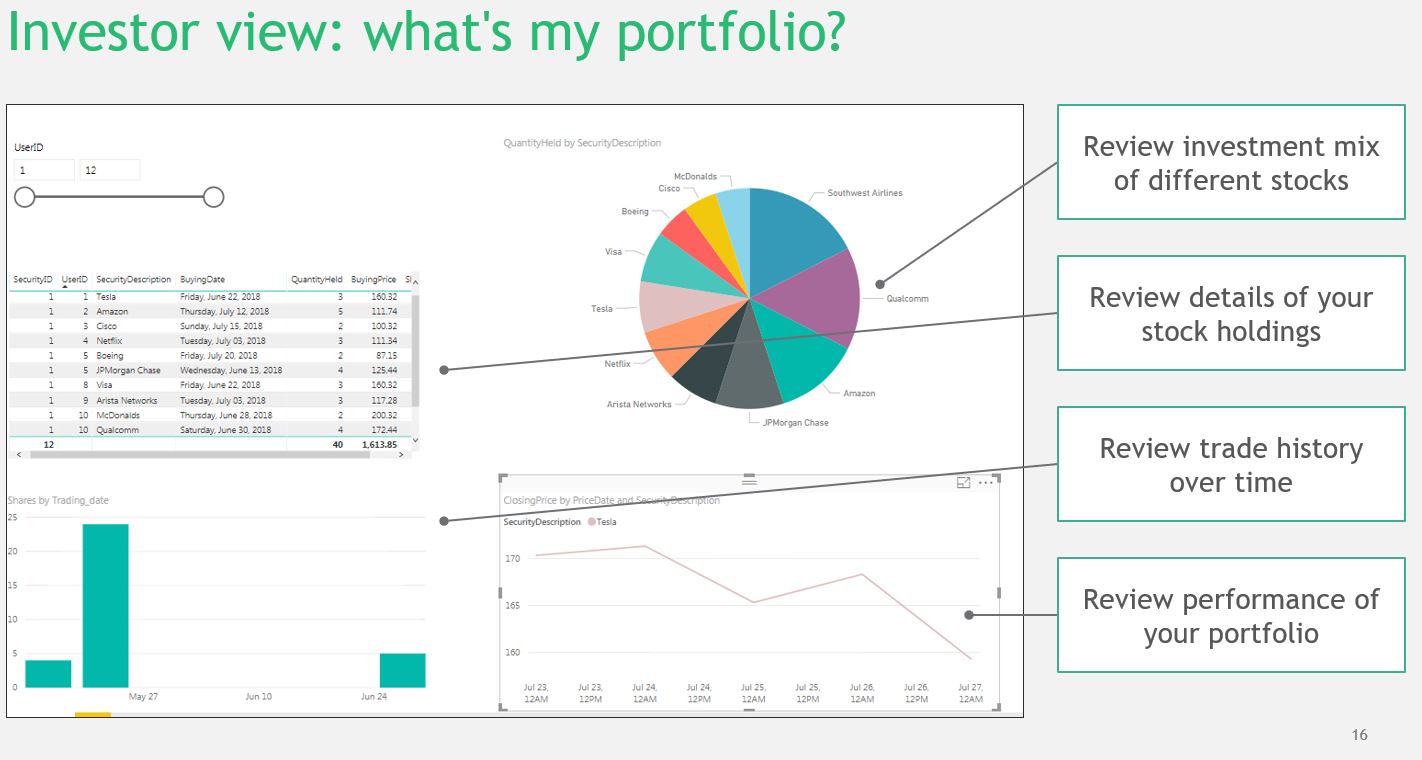 Investor view: what's my portfolio?
UserID
1 12
SecurityID UserID SecurityDescription BuyingDate QuantityHeld BuyingPrice
1 1 Tesla Friday, June 22, 2018 3 160.32
1 2 Amazon Thursday, July 12, 2018 5 111.74
1 3 Cisco Sunday, July 15, 2018 2 100.32
1 4 Netflix Tuesday, July 03, 2018 3 111.34
1 5 Boeing Friday, July 20, 2018 2 87.15
1 5 JPMorgan Chase Wednesday, June 13, 2018 4 125.44
1 8 Visa Friday, June 22, 2018 3 160.32
1 9 Arista Networks Tuesday, July 03, 2018 3 117.28
1 10 McDonalds Thursday, June 28, 2018 2 200.32
1 10 Qualcomm Saturday, June 30, 2018 4 172.44
12 40 1,613.85
QuantityHeld by SecurityDescription
McDonalds
Cisco
Southwest Airlines
Boeing
Visa
Qualcomm
Tesla
Netflix
Amazon
Arista Networks
JPMorgan Chase
Shares by Trading_date
25
20
15
10
5
0
May 27 Jun 10 Jun 24
ClosingPrice by PriceDate and SecurityDescription
SecurityDescription Tesla
170
165
160
Jul 23, Jul 23, Jul 24, Jul 24, Jul 25, Jul 25, Jul 26, Jul 26, Jul 27,
12AM 12PM 12AM 12PM 12AM 12PM 12AM 12PM 12AM
Review investment mix
of different stocks
Review details of your
stock holdings
Review trade history
over time
Review performance of
your portfolio
16